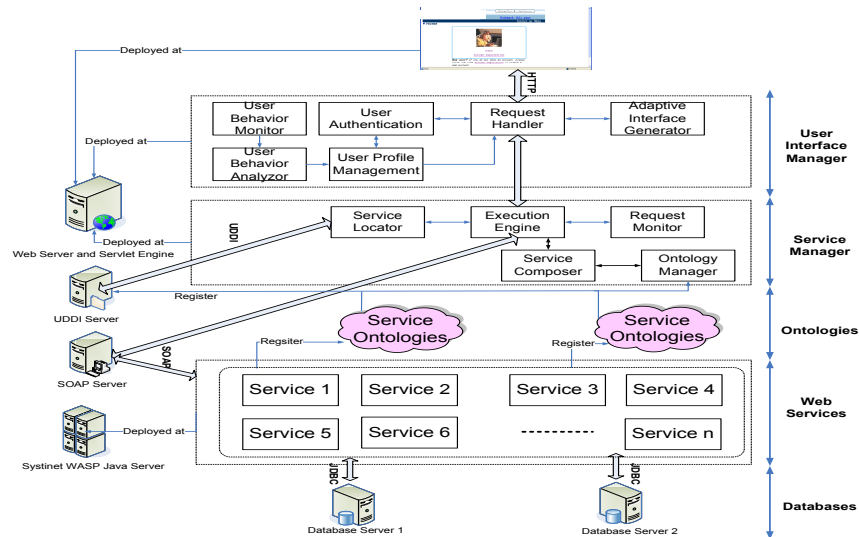 Deployed at
HTTP
User
Behavior
Monitor
User
Authentication
Request
Handler
Adaptive
Interface
Generator
User
Interface
Manager
Deployed at
User
Behavior
Analyzor
User Profile
Management
Web Server and Servlet Engine
Deployed at
UDDI
Service
Locator
Execution
Engine
Request
Monitor
Service
Manager
Service
Composer
Ontology
Manager
UDDI Server
Register
Service
Ontologies
Service
Ontologies
Ontologies
Regsiter
Register
SOAP
SOAP Server
Service 1
Service 2
Service 3
Service 4
Web
Services
Service 5
Service 6
Service n
Deployed at
Systinet WASP Java Server
JDBC
JDBC
Database Server 1
Database Server 2
Databases